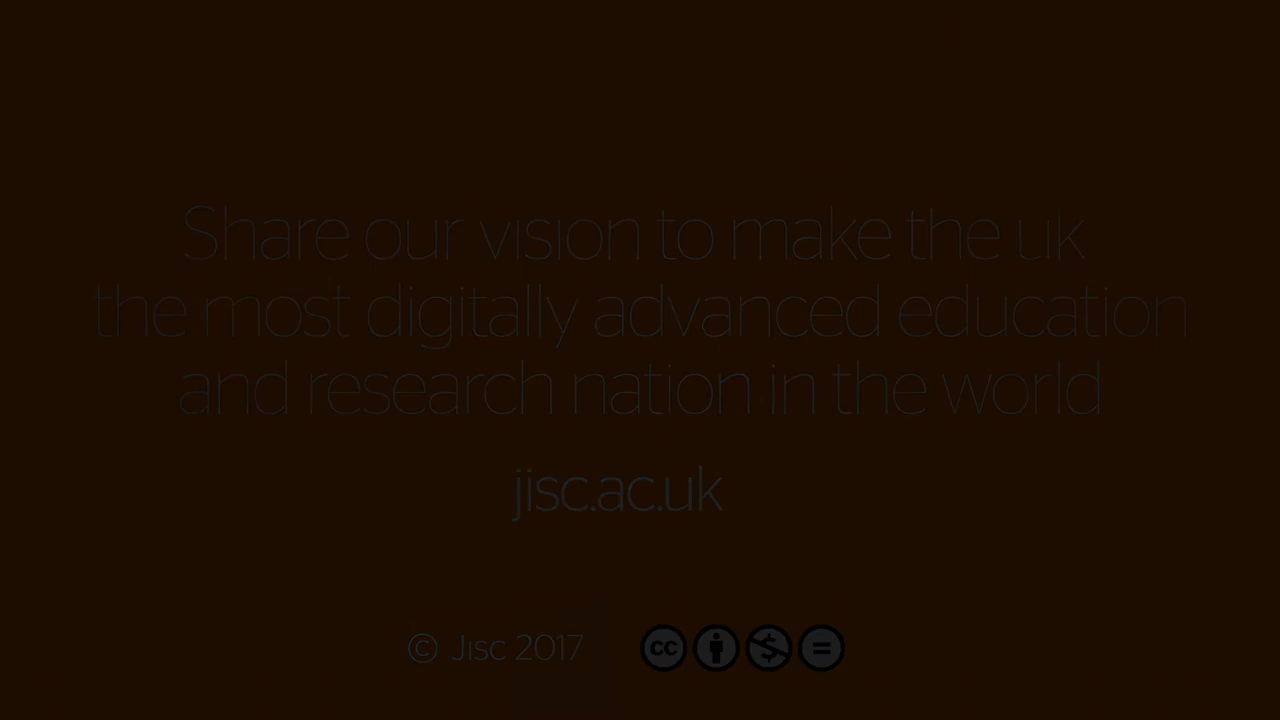 Share our vision to make the uk
the most digitally advanced education
and research nation in the world
jisc.ac.uk
© Jisc 2017 cc $ =